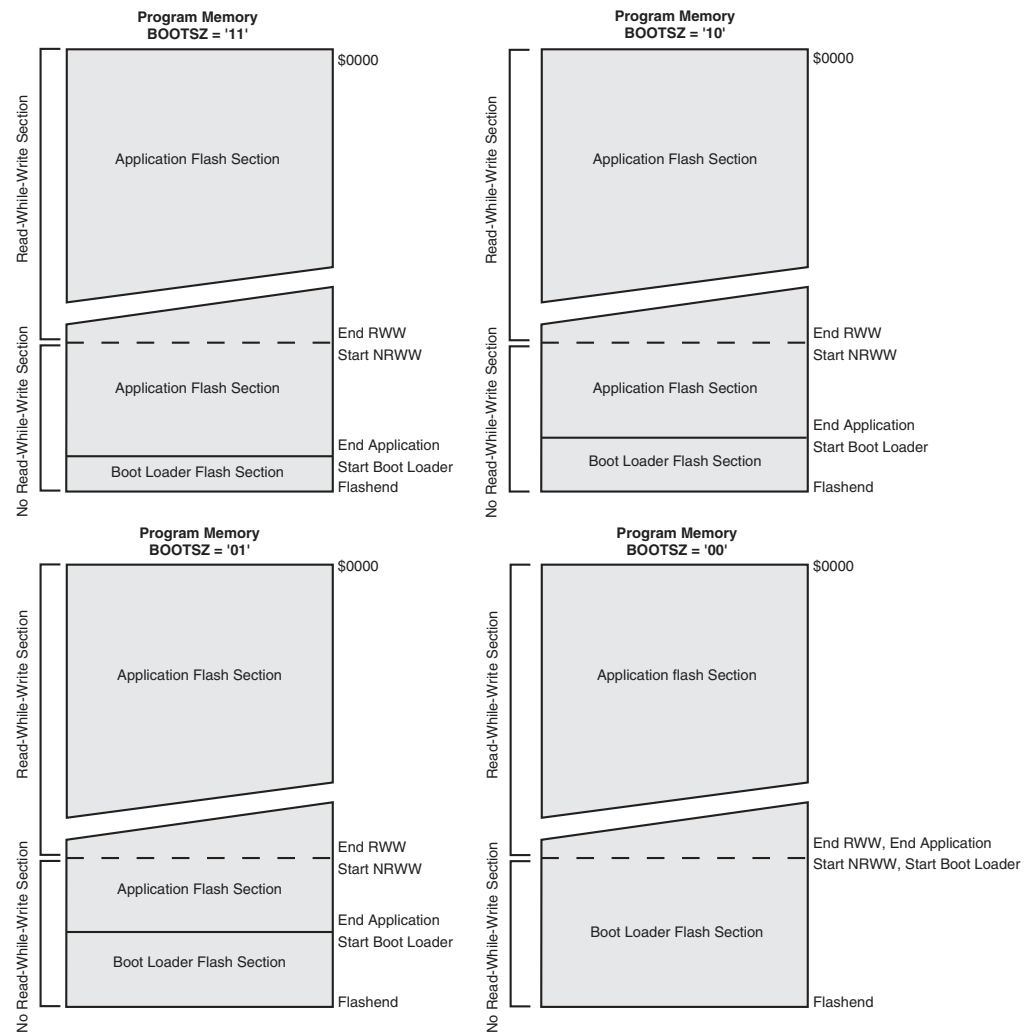 Program Memory
BOOTSZ = '11'
$0000
Read-While-Write Section
Application Flash Section
End RWW
Start NRWW
No Read-While-Write Section
Application Flash Section
End Application
Start Boot Loader
Boot Loader Flash Section
Flashend
Program Memory
BOOTSZ = '10'
$0000
Read-While-Write Section
Application Flash Section
End RWW
Start NRWW
No Read-While-Write Section
Application Flash Section
End Application
Start Boot Loader
Boot Loader Flash Section
Flashend
Program Memory
BOOTSZ = '01'
$0000
Read-While-Write Section
Application Flash Section
End RWW
Start NRWW
No Read-While-Write Section
Application Flash Section
End Application
Start Boot Loader
Boot Loader Flash Section
Flashend
Program Memory
BOOTSZ = '00'
$0000
Read-While-Write Section
Application flash Section
End RWW, End Application
Start NRWW, Start Boot Loader
No Read-While-Write Section
Boot Loader Flash Section
Flashend